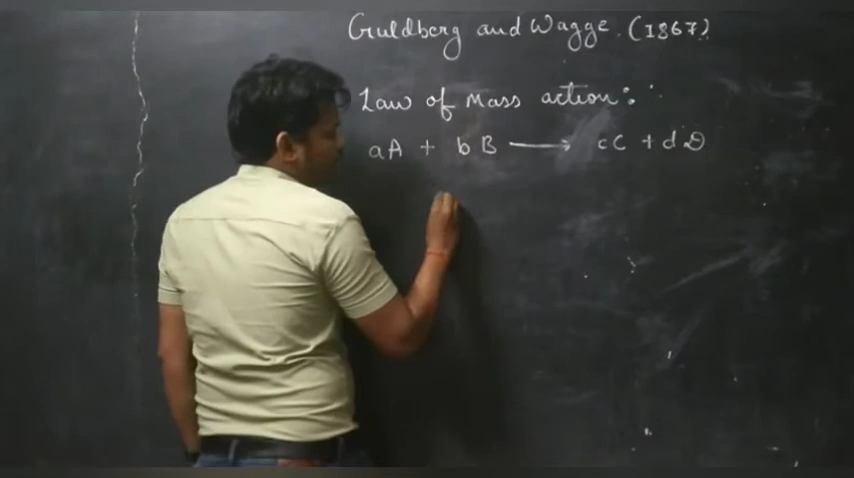 Guldberg and Wagge. (1867)
Law of Mass action:
aA + bB ⟶ cC + dD